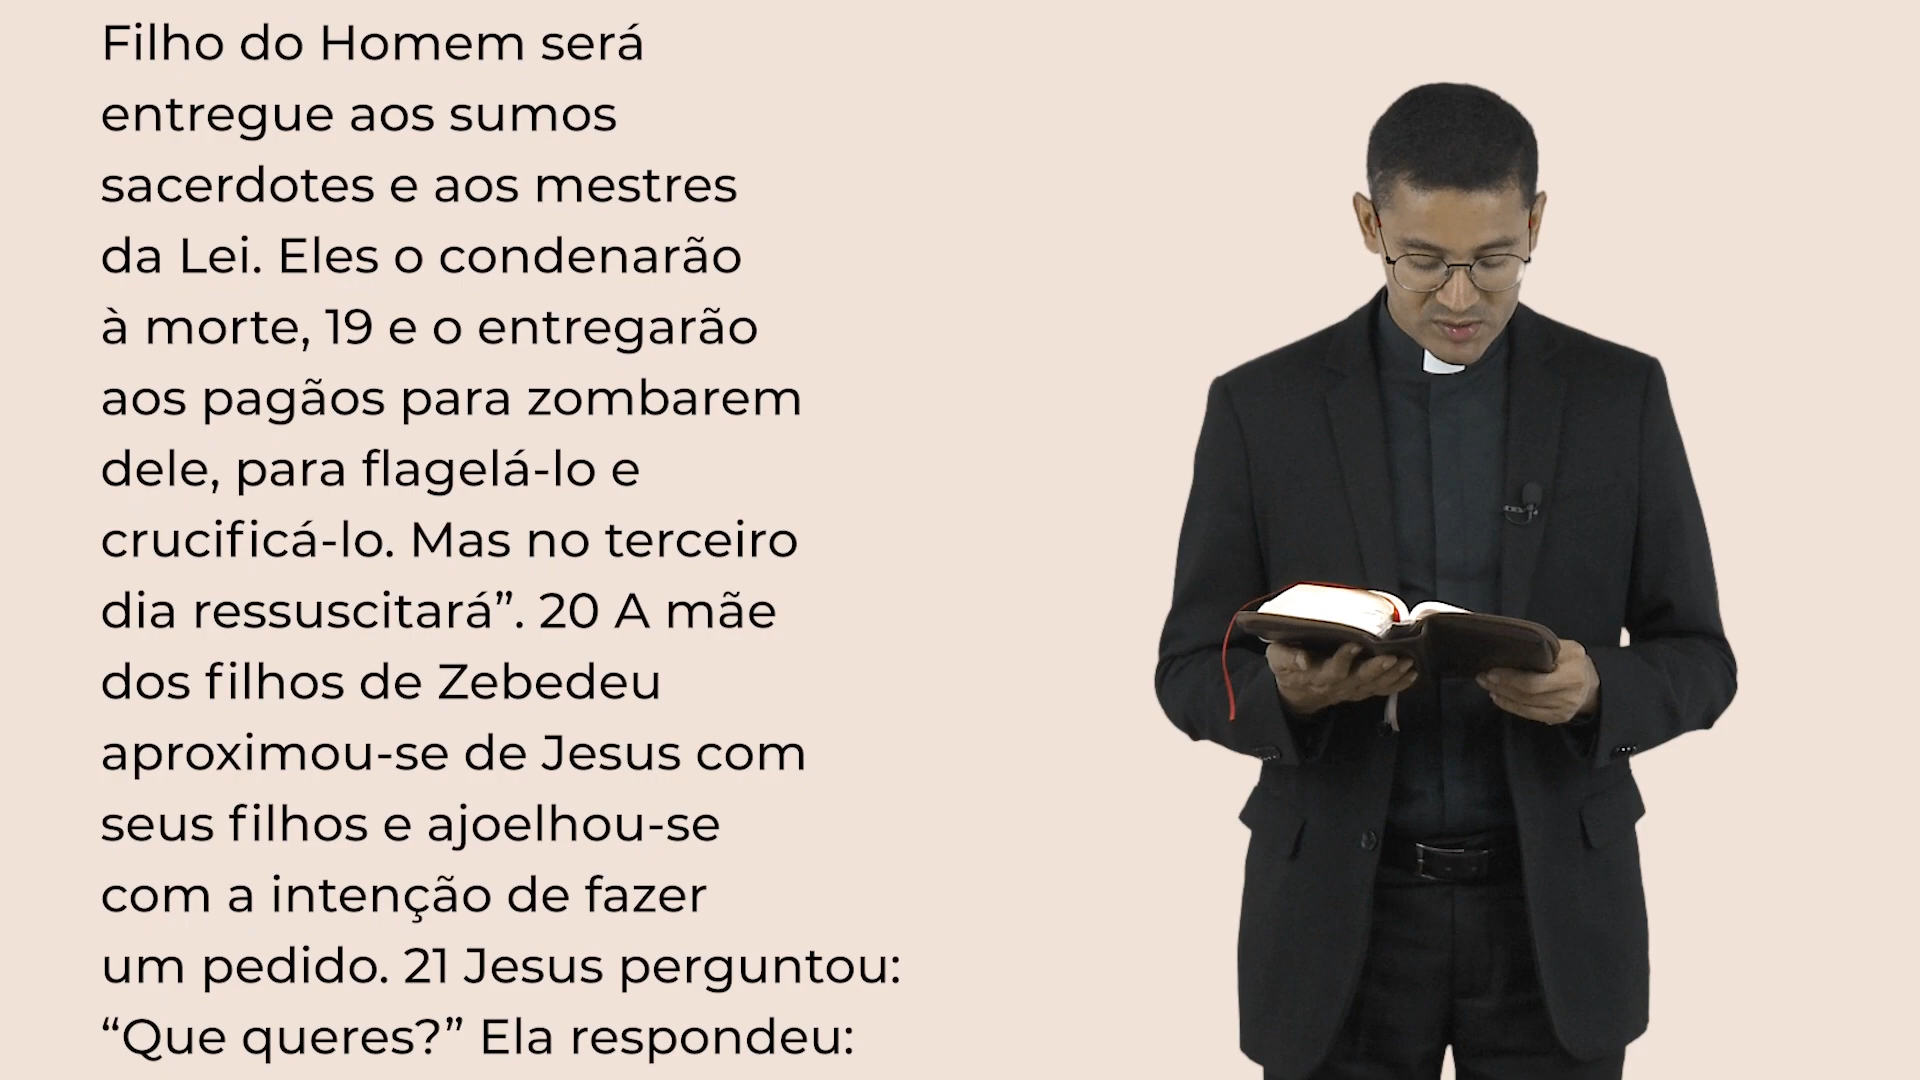 Filho do Homem será
entregue aos sumos
sacerdotes e aos mestres
da Lei. Eles o condenarão
à morte, 19 e o entregarão
aos pagãos para zombarem
dele, para flagelá-lo e
crucificá-lo. Mas no terceiro
dia ressuscitará”. 20 A mãe
dos filhos de Zebedeu
aproximou-se de Jesus com
seus filhos e ajoelhou-se
com a intenção de fazer
um pedido. 21 Jesus perguntou:
“Que queres?” Ela respondeu: